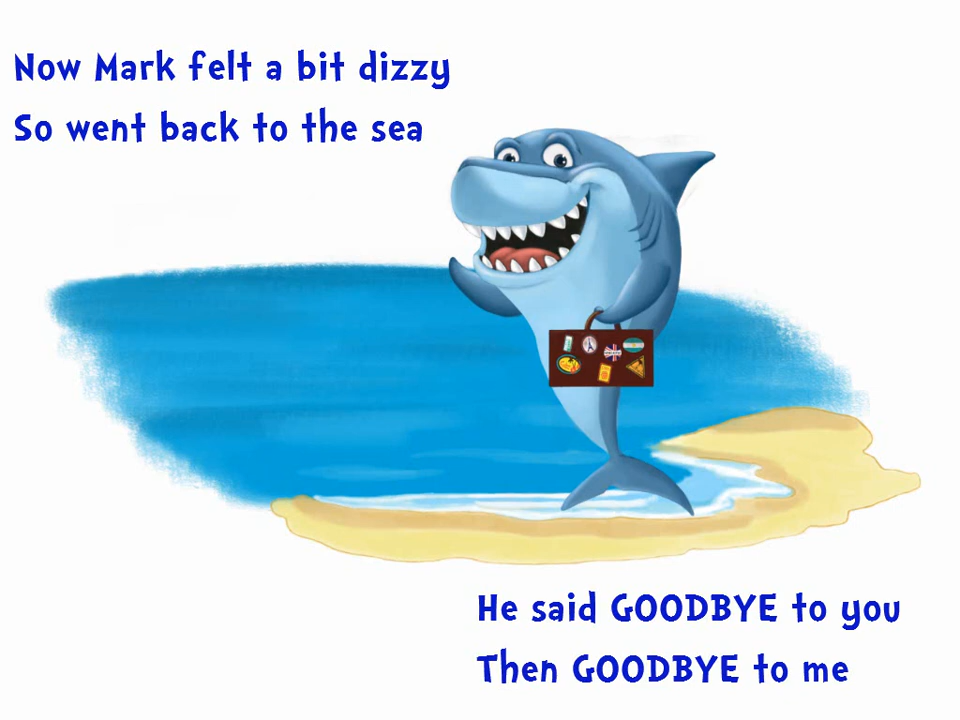 Now Mark felt a bit dizzy
So went back to the sea
He said GOODBYE to you
Then GOODBYE to me